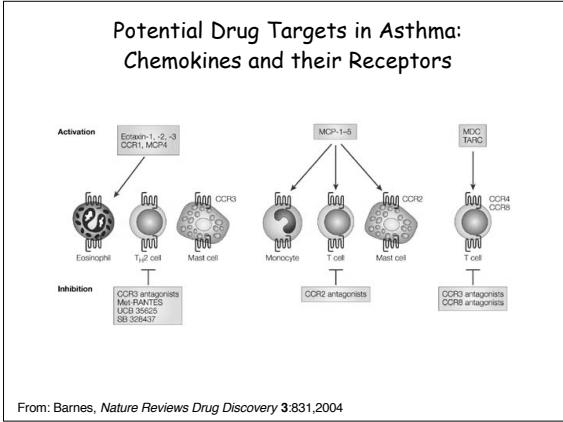 Potential Drug Targets in Asthma:
Chemokines and their Receptors
Activation
Eotaxin-1, -2, -3
CCR1, MCP4
MCP-1–5
MDC
TARC
CCR3
CCR2
CCR4
CCR8
Eosinophil
TH2 cell
Mast cell
Monocyte
T cell
Mast cell
T cell
Inhibition
CCR3 antagonists
Met-RANTES
UCB 35625
SB 328437
CCR2 antagonists
CCR3 antagonists
CCR8 antagonists
From: Barnes, Nature Reviews Drug Discovery 3:831,2004